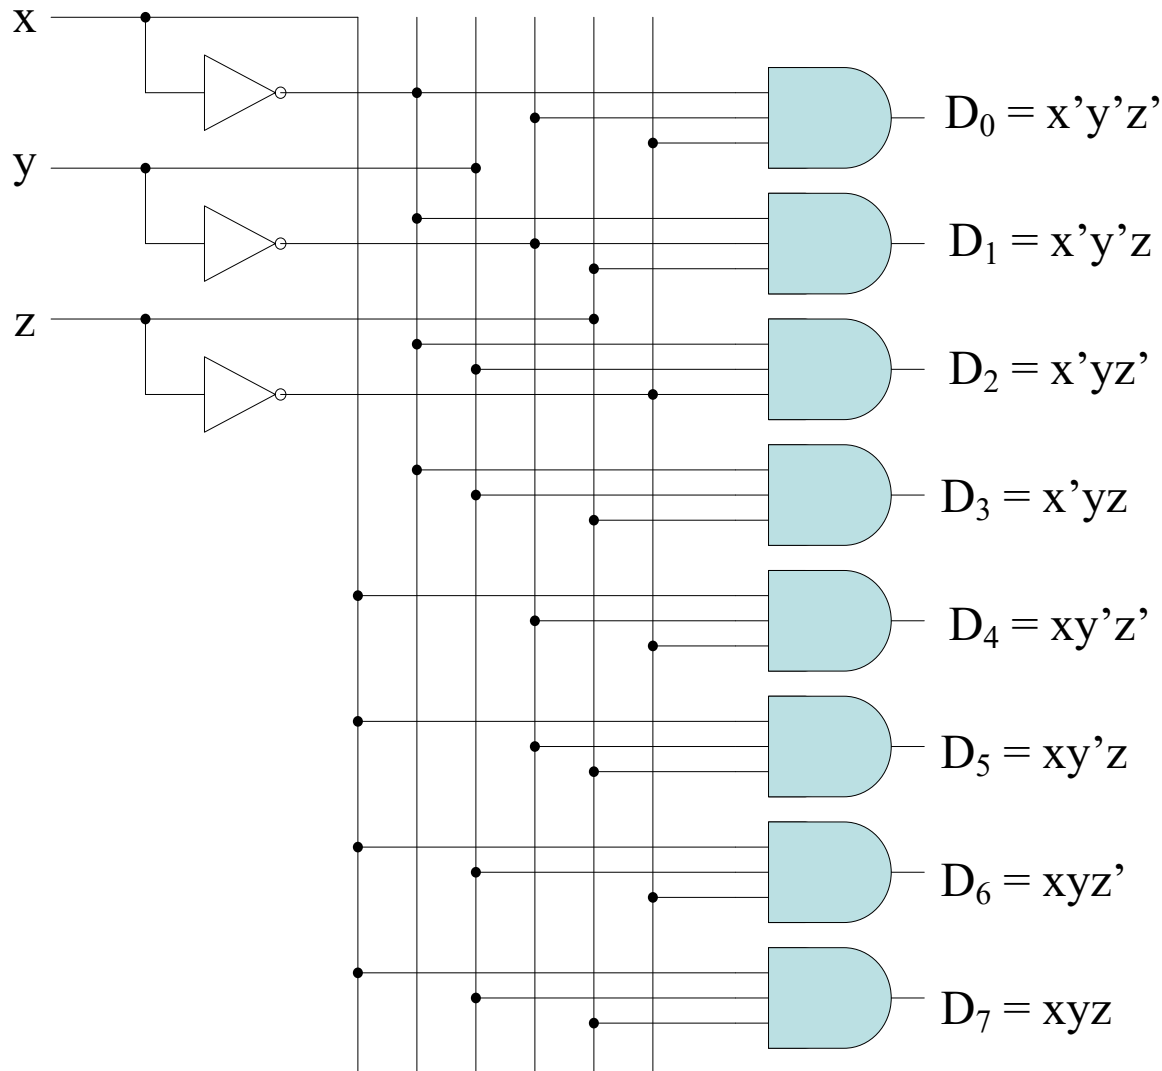 x
D₀ = x’y’z’
y
D₁ = x’y’z
z
D₂ = x’yz’
D₃ = x’yz
D₄ = xy’z’
D₅ = xy’z
D₆ = xyz’
D₇ = xyz